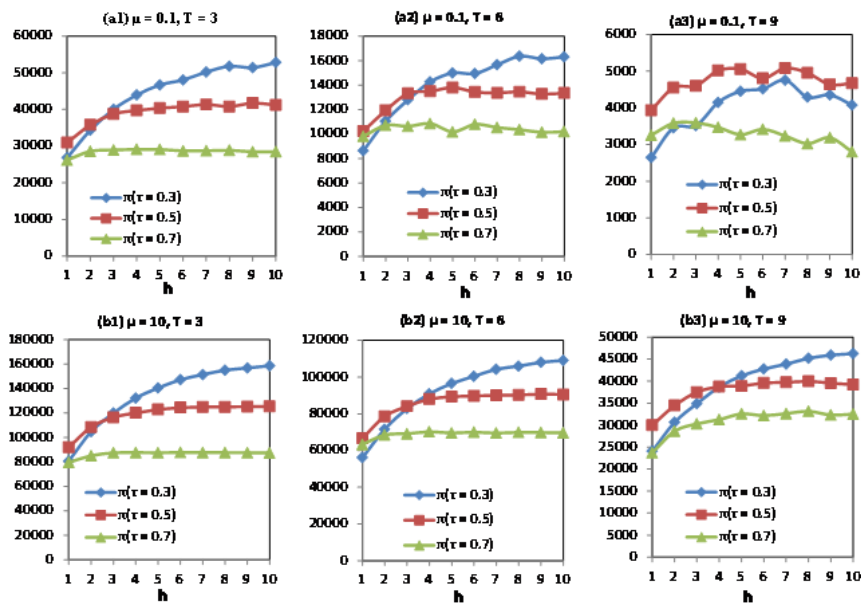 (a1) μ = 0.1, T = 3
60000
50000
40000
30000
20000
10000
0
π(τ = 0.3)
π(τ = 0.5)
π(τ = 0.7)
1 2 3 4 5 6 7 8 9 10
h
(a2) μ = 0.1, T = 6
18000
16000
14000
12000
10000
8000
6000
4000
2000
0
π(τ = 0.3)
π(τ = 0.5)
π(τ = 0.7)
1 2 3 4 5 6 7 8 9 10
h
(a3) μ = 0.1, T = 9
6000
5000
4000
3000
2000
1000
0
π(τ = 0.3)
π(τ = 0.5)
π(τ = 0.7)
1 2 3 4 5 6 7 8 9 10
h
(b1) μ = 10, T = 3
180000
160000
140000
120000
100000
80000
60000
40000
20000
0
π(τ = 0.3)
π(τ = 0.5)
π(τ = 0.7)
1 2 3 4 5 6 7 8 9 10
h
(b2) μ = 10, T = 6
120000
100000
80000
60000
40000
20000
0
π(τ = 0.3)
π(τ = 0.5)
π(τ = 0.7)
1 2 3 4 5 6 7 8 9 10
h
(b3) μ = 10, T = 9
50000
45000
40000
35000
30000
25000
20000
15000
10000
5000
0
π(τ = 0.3)
π(τ = 0.5)
π(τ = 0.7)
1 2 3 4 5 6 7 8 9 10
h